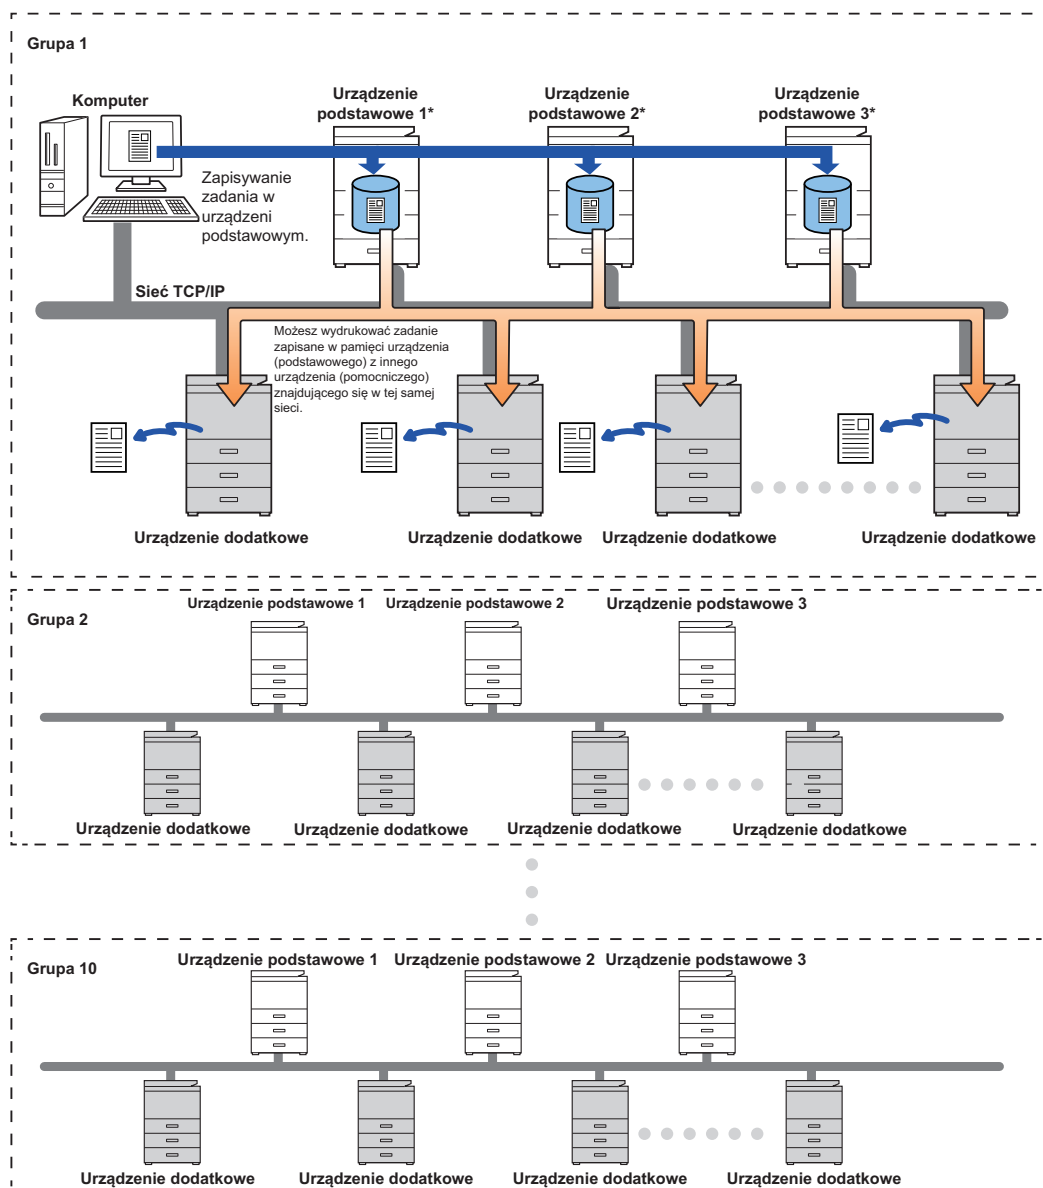 Grupa 1
Komputer
Urządzenie
podstawowe 1*
Urządzenie
podstawowe 2*
Urządzenie
podstawowe 3*
Zapisywanie
zadania w
urządzeni
podstawowym.
Sieć TCP/IP
Możesz wydrukować zadanie
zapisane w pamięci urządzenia
(podstawowego) z innego
urządzenia (pomocniczego)
znajdującego się w tej samej
sieci.
Urządzenie dodatkowe
Urządzenie dodatkowe
Urządzenie dodatkowe
Urządzenie dodatkowe
Grupa 2
Urządzenie podstawowe 1
Urządzenie podstawowe 2
Urządzenie podstawowe 3
Urządzenie dodatkowe
Urządzenie dodatkowe
Urządzenie dodatkowe
Urządzenie dodatkowe
Grupa 10
Urządzenie podstawowe 1
Urządzenie podstawowe 2
Urządzenie podstawowe 3
Urządzenie dodatkowe
Urządzenie dodatkowe
Urządzenie dodatkowe
Urządzenie dodatkowe